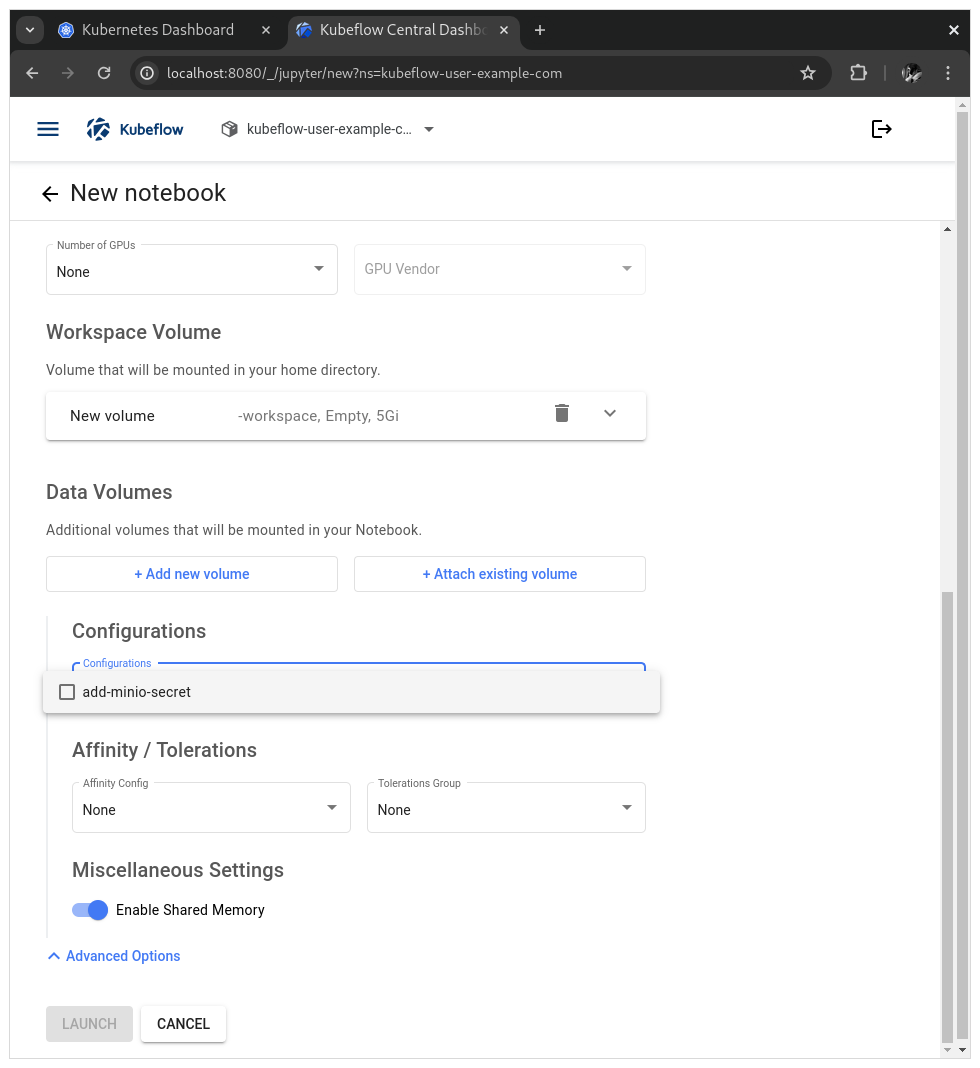 Kubernetes Dashboard
Kubeflow Central Dashbo
localhost:8080/_/jupyter/new?ns=kubeflow-user-example-com
Kubeflow
kubeflow-user-example-c...
New notebook
Number of GPUs
None
GPU Vendor
Workspace Volume
Volume that will be mounted in your home directory.
New volume -workspace, Empty, 5Gi
Data Volumes
Additional volumes that will be mounted in your Notebook.
+ Add new volume
+ Attach existing volume
Configurations
Configurations
add-minio-secret
Affinity / Tolerations
Affinity Config
None
Tolerations Group
None
Miscellaneous Settings
Enable Shared Memory
Advanced Options
LAUNCH
CANCEL